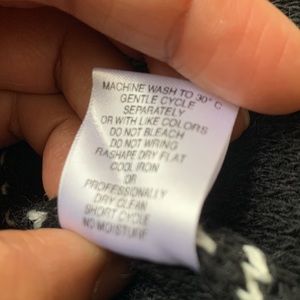 MACHINE WASH TO 30° C
GENTLE CYCLE
SEPARATELY
OR WITH LIKE COLORS
DO NOT BLEACH
DO NOT WRING
RASHAPE DRY FLAT
COOL IRON
OR
PROFESSIONALLY
DRY CLEAN
SHORT CYCLE
NO MOISTURE